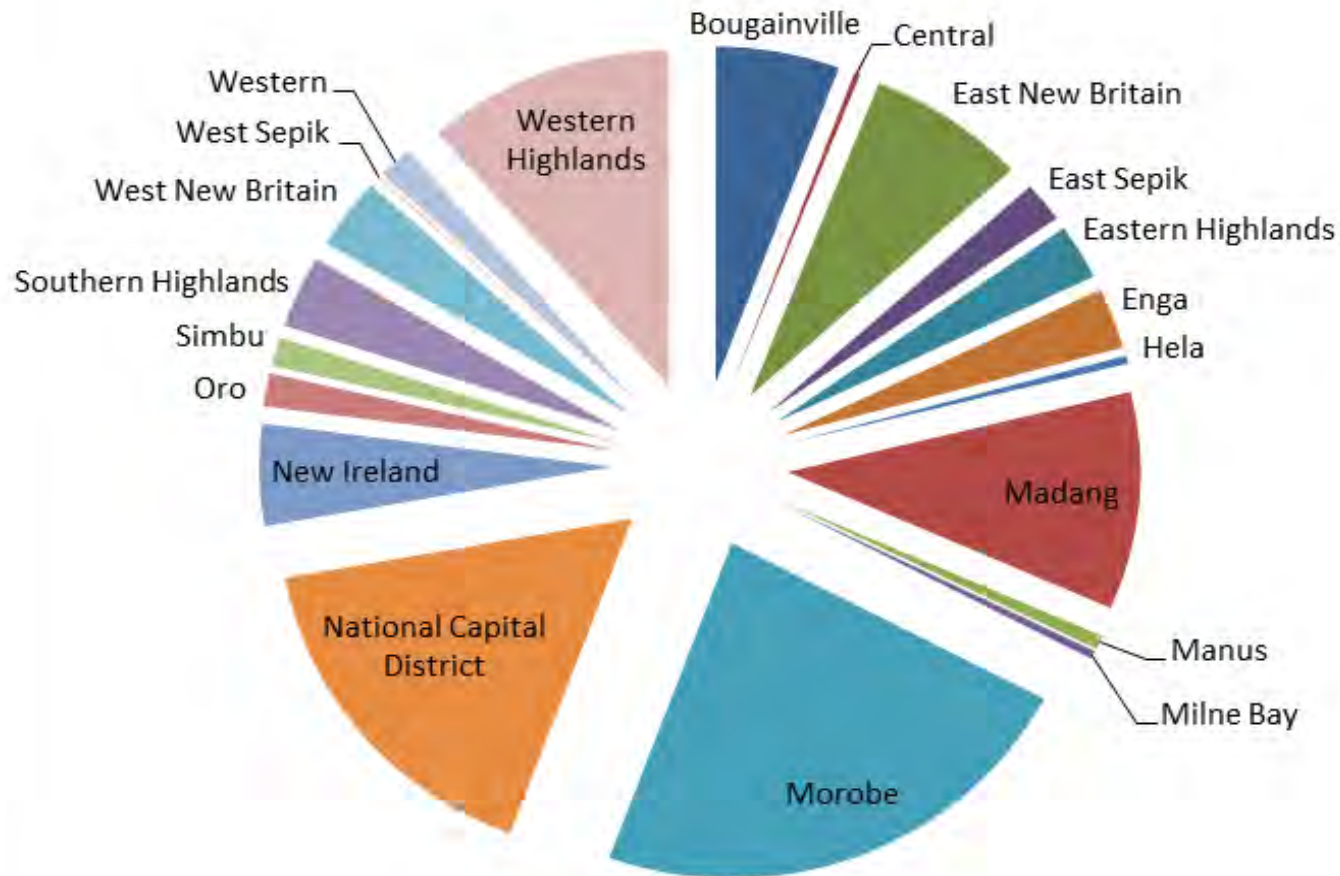 Bougainville
Central
East New Britain
East Sepik
Eastern Highlands
Enga
Hela
Madang
Manus
Milne Bay
Morobe
National Capital
District
New Ireland
Oro
Simbu
Southern Highlands
West New Britain
West Sepik
Western
Western
Highlands